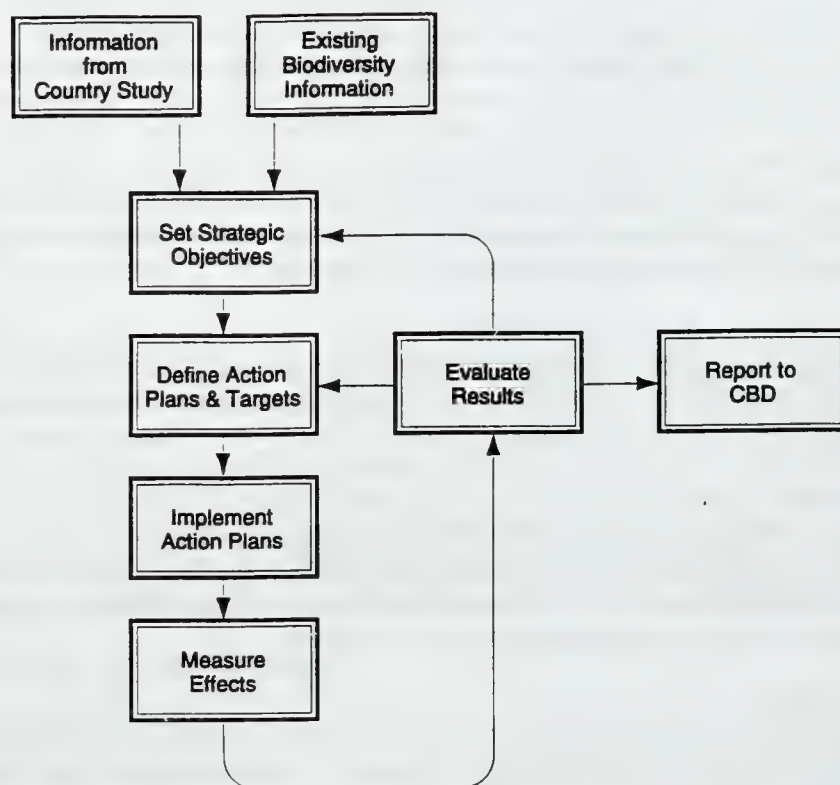 Information
from
Country Study
Existing
Biodiversity
Information
Set Strategic
Objectives
Define Action
Plans & Targets
Evaluate
Results
Report to
CBD
Implement
Action Plans
Measure
Effects